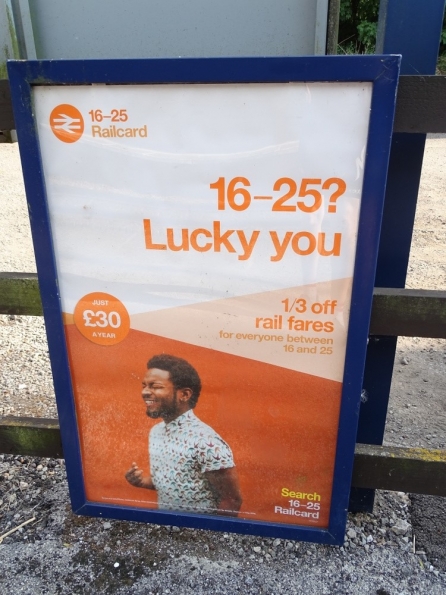 16–25
Railcard
16–25?
Lucky you
1/3 off
rail fares
for everyone between
16 and 25
JUST
£30
A YEAR
Search
16–25
Railcard